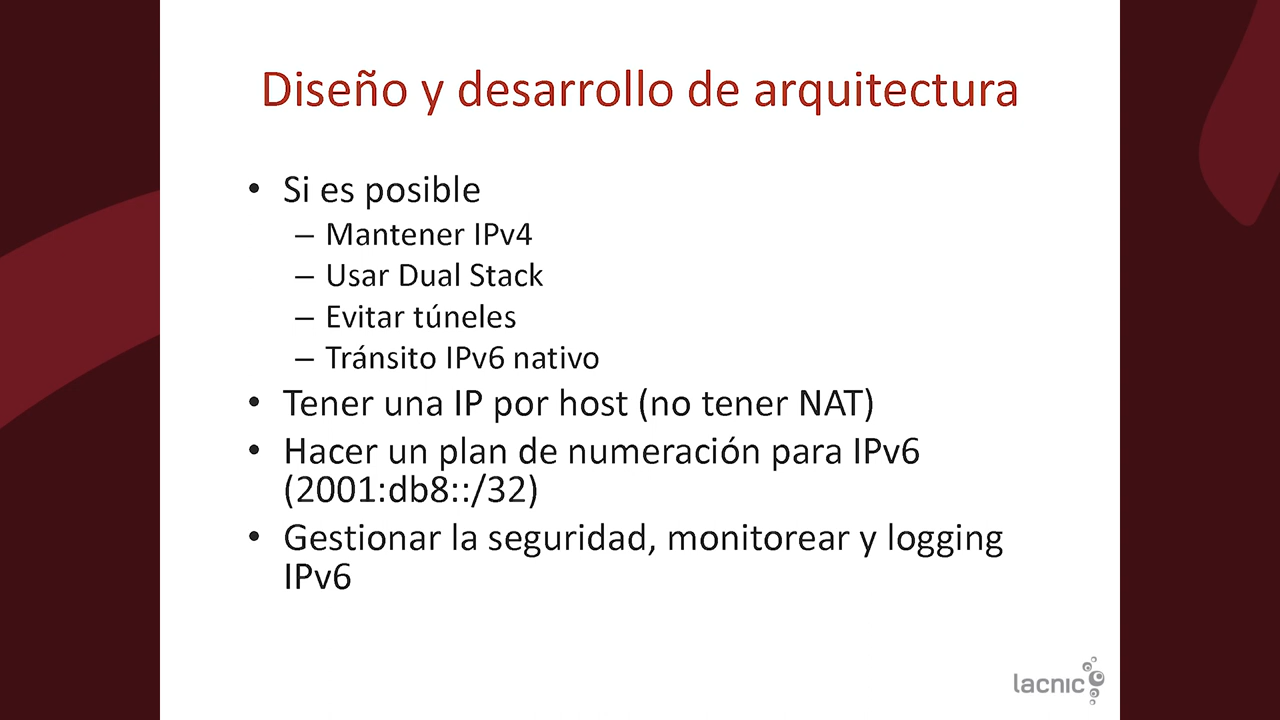 Diseño y desarrollo de arquitectura
• Si es posible
– Mantener IPv4
– Usar Dual Stack
– Evitar túneles
– Tránsito IPv6 nativo
• Tener una IP por host (no tener NAT)
• Hacer un plan de numeración para IPv6
(2001:db8::/32)
• Gestionar la seguridad, monitorear y logging
IPv6
lacnic